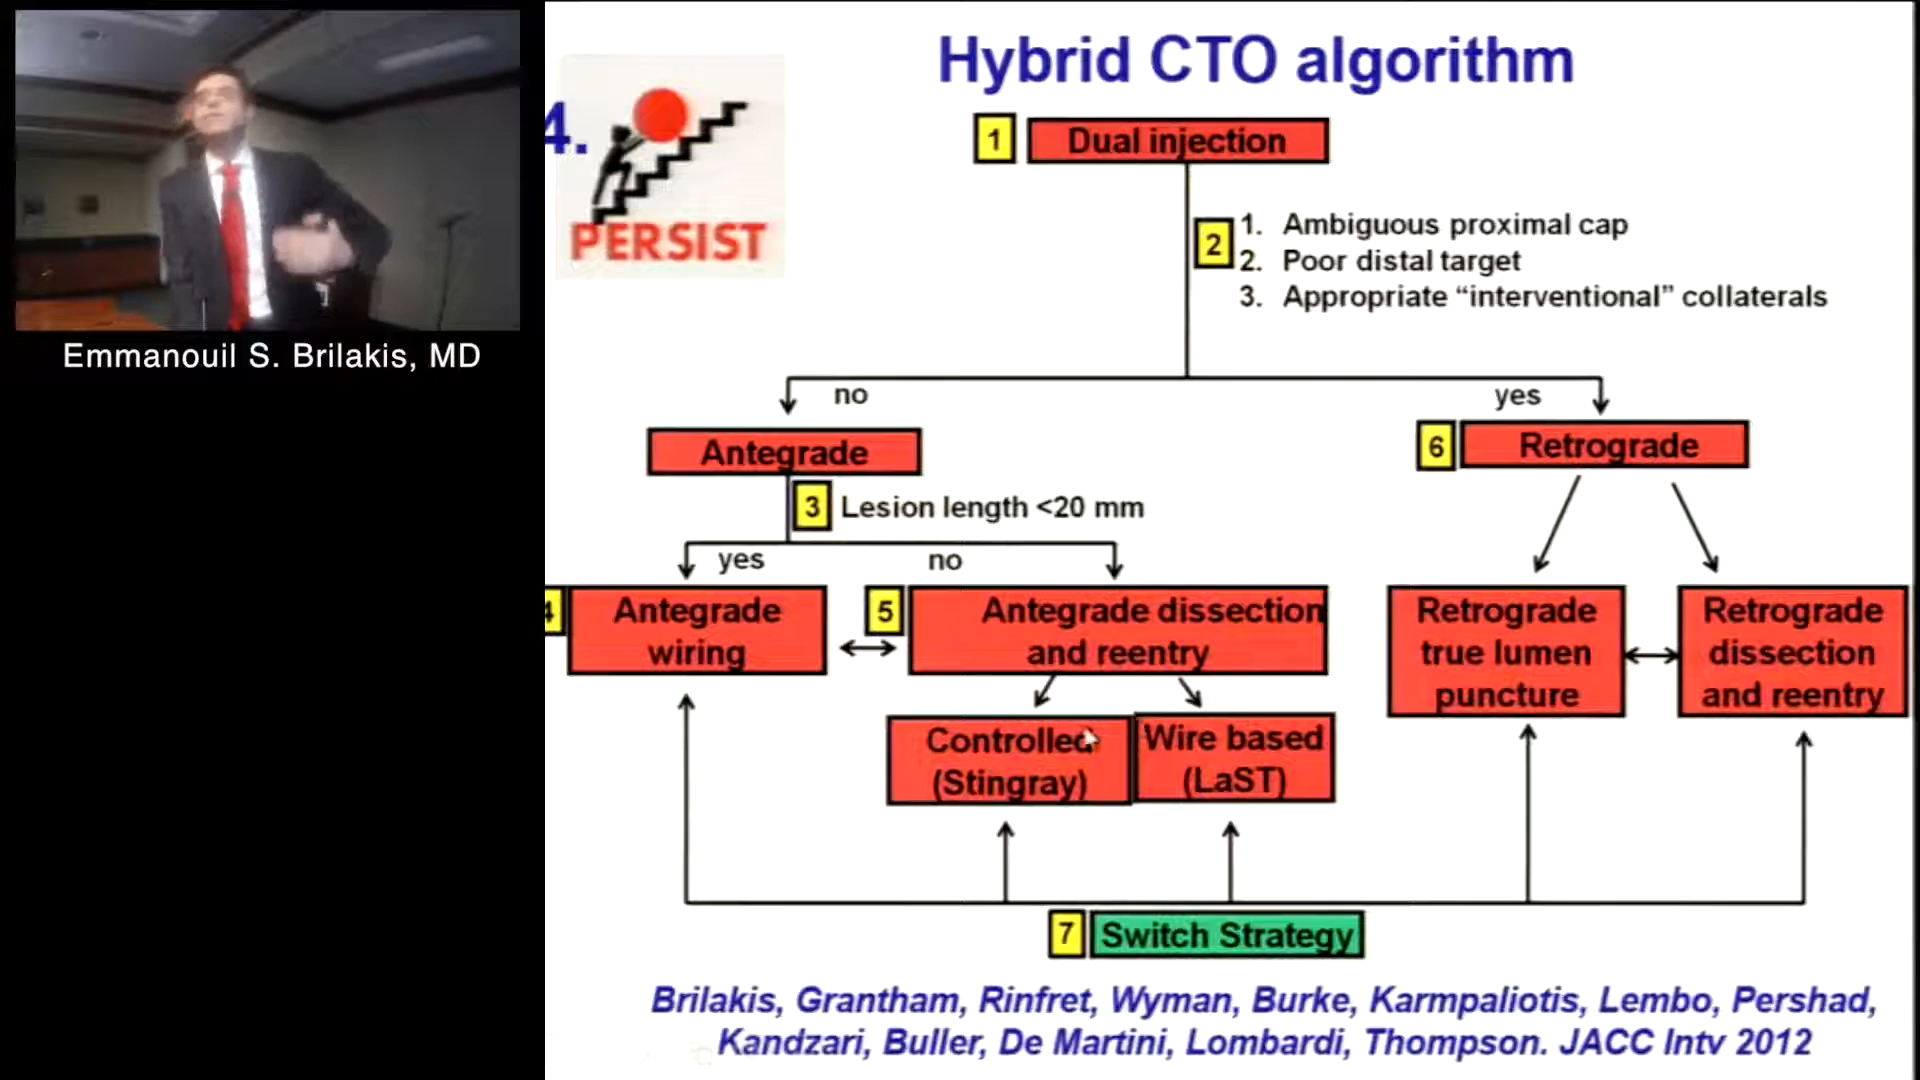 Emmanouil S. Brilakis, MD
Hybrid CTO algorithm
4.
PERSIST
1
Dual injection
2
1. Ambiguous proximal cap
2. Poor distal target
3. Appropriate “interventional” collaterals
no
yes
Antegrade
6
Retrograde
3
Lesion length <20 mm
yes
no
4
Antegrade
wiring
5
Antegrade dissection
and reentry
Retrograde
true lumen
puncture
Retrograde
dissection
and reentry
Controlled
(Stingray)
Wire based
(LaST)
7
Switch Strategy
Brilakis, Grantham, Rinfret, Wyman, Burke, Karmpaliotis, Lembo, Pershad,
Kandzari, Buller, De Martini, Lombardi, Thompson. JACC Intv 2012